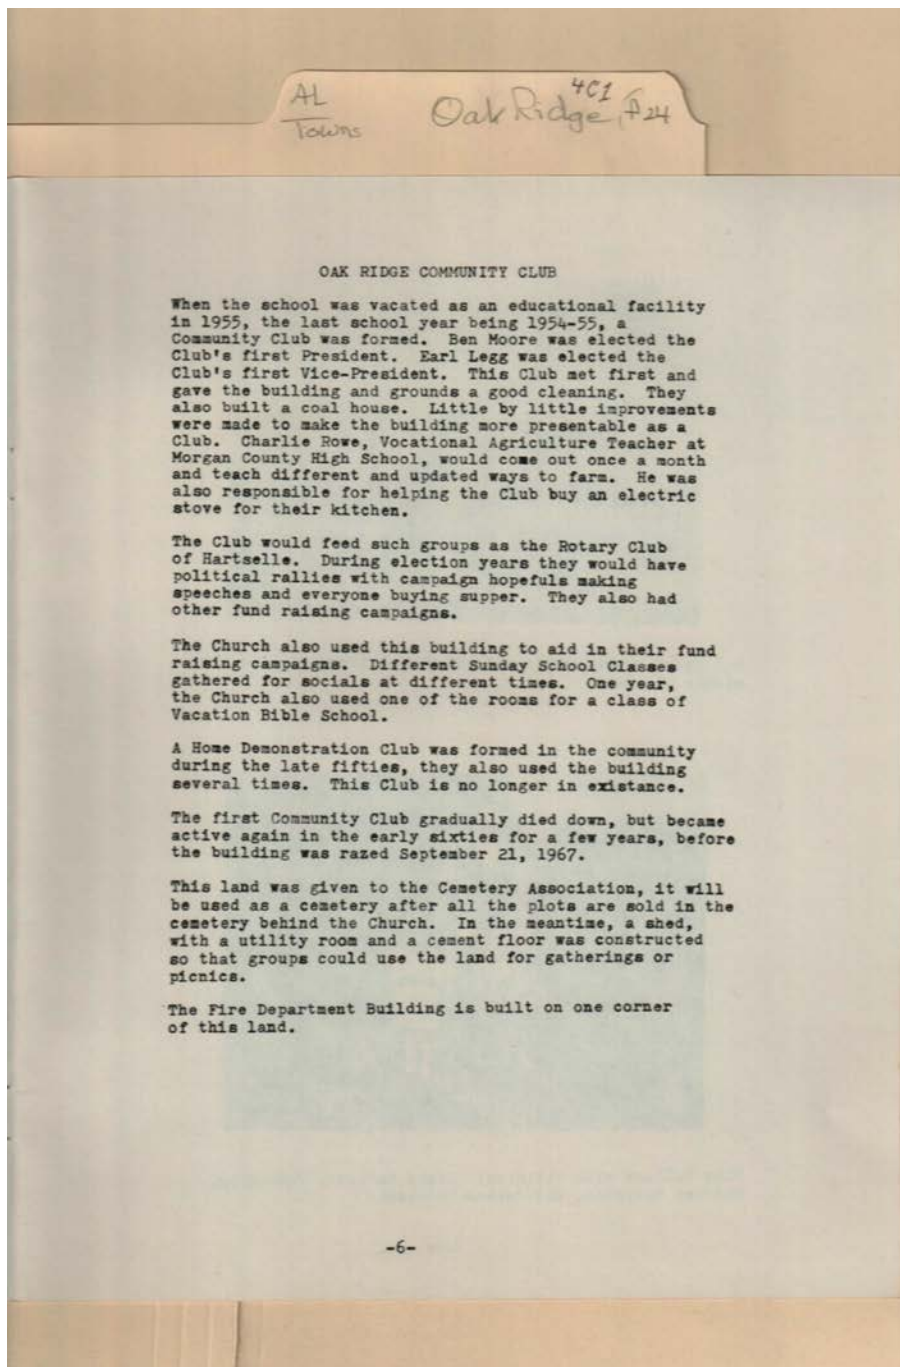 AL
Towns
4C1
Oak Ridge, P24
OAK RIDGE COMMUNITY CLUB
When the school was vacated as an educational facility
in 1955, the last school year being 1954-55, a
Community Club was formed. Ben Moore was elected the
Club's first President. Earl Legg was elected the
Club's first Vice-President. This Club met first and
gave the building and grounds a good cleaning. They
also built a coal house. Little by little improvements
were made to make the building more presentable as a
Club. Charlie Rowe, Vocational Agriculture Teacher at
Morgan County High School, would come out once a month
and teach different and updated ways to farm. He was
also responsible for helping the Club buy an electric
stove for their kitchen.
The Club would feed such groups as the Rotary Club
of Hartselle. During election years they would have
political rallies with campaign hopefuls making
speeches and everyone buying supper. They also had
other fund raising campaigns.
The Church also used this building to aid in their fund
raising campaigns. Different Sunday School Classes
gathered for socials at different times. One year,
the Church also used one of the rooms for a class of
Vacation Bible School.
A Home Demonstration Club was formed in the community
during the late fifties, they also used the building
several times. This Club is no longer in existance.
The first Community Club gradually died down, but became
active again in the early sixties for a few years, before
the building was razed September 21, 1967.
This land was given to the Cemetery Association, it will
be used as a cemetery after all the plots are sold in the
cemetery behind the Church. In the meantime, a shed,
with a utility room and a cement floor was constructed
so that groups could use the land for gatherings or
picnics.
The Fire Department Building is built on one corner
of this land.
-6-